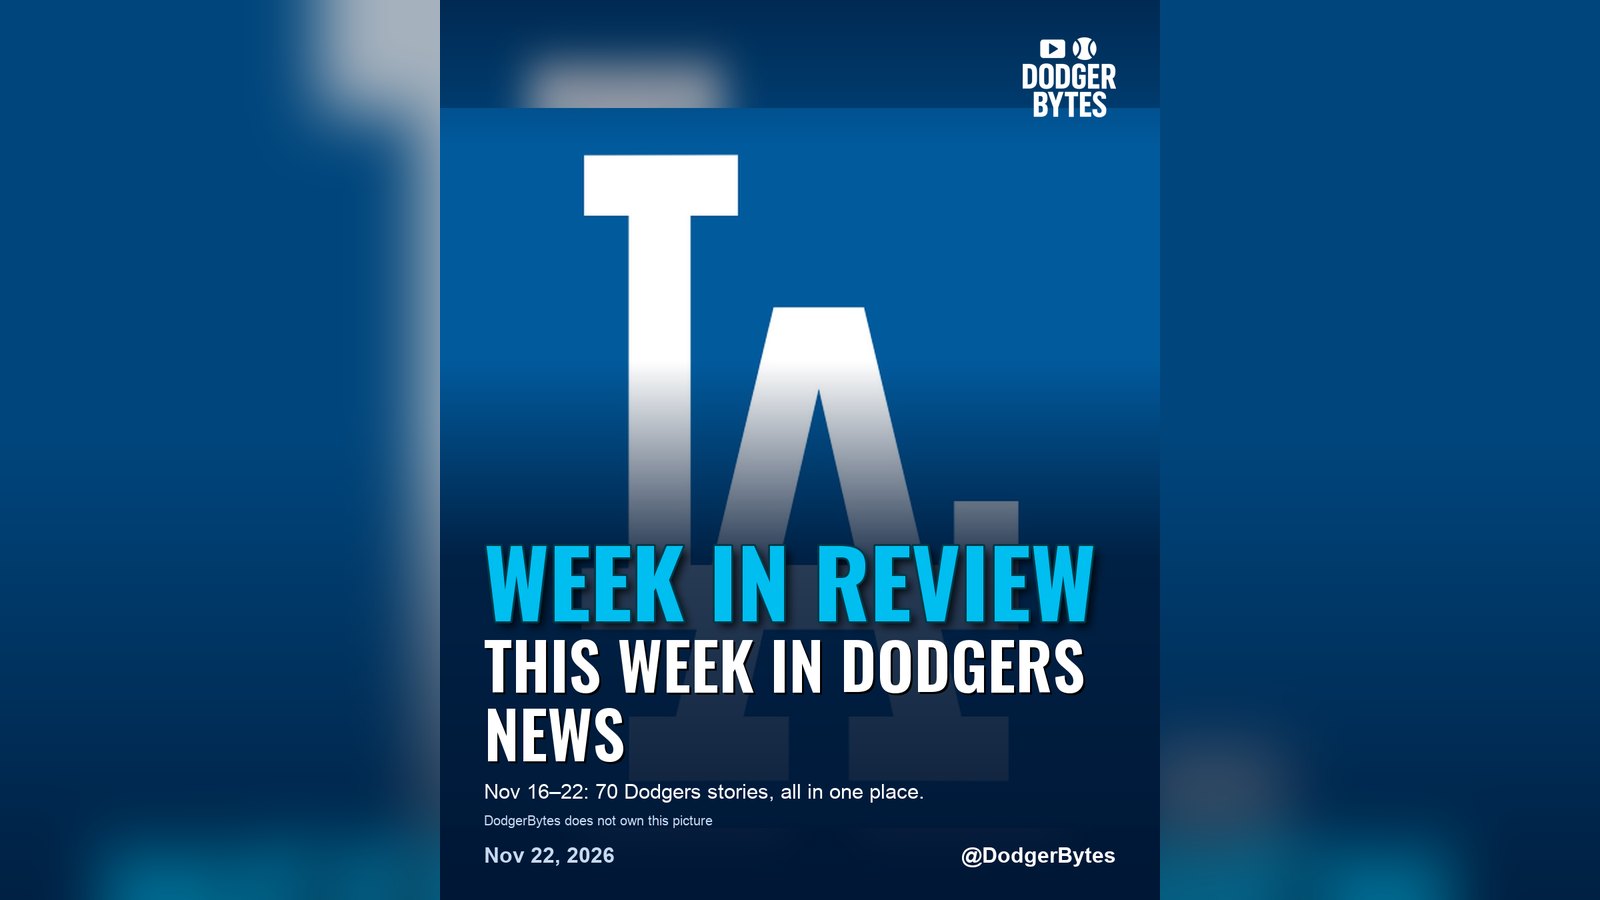 DODGER
BYTES
LA
WEEK IN REVIEW
THIS WEEK IN DODGERS
NEWS
Nov 16–22: 70 Dodgers stories, all in one place.
DodgerBytes does not own this picture
Nov 22, 2026
@DodgerBytes